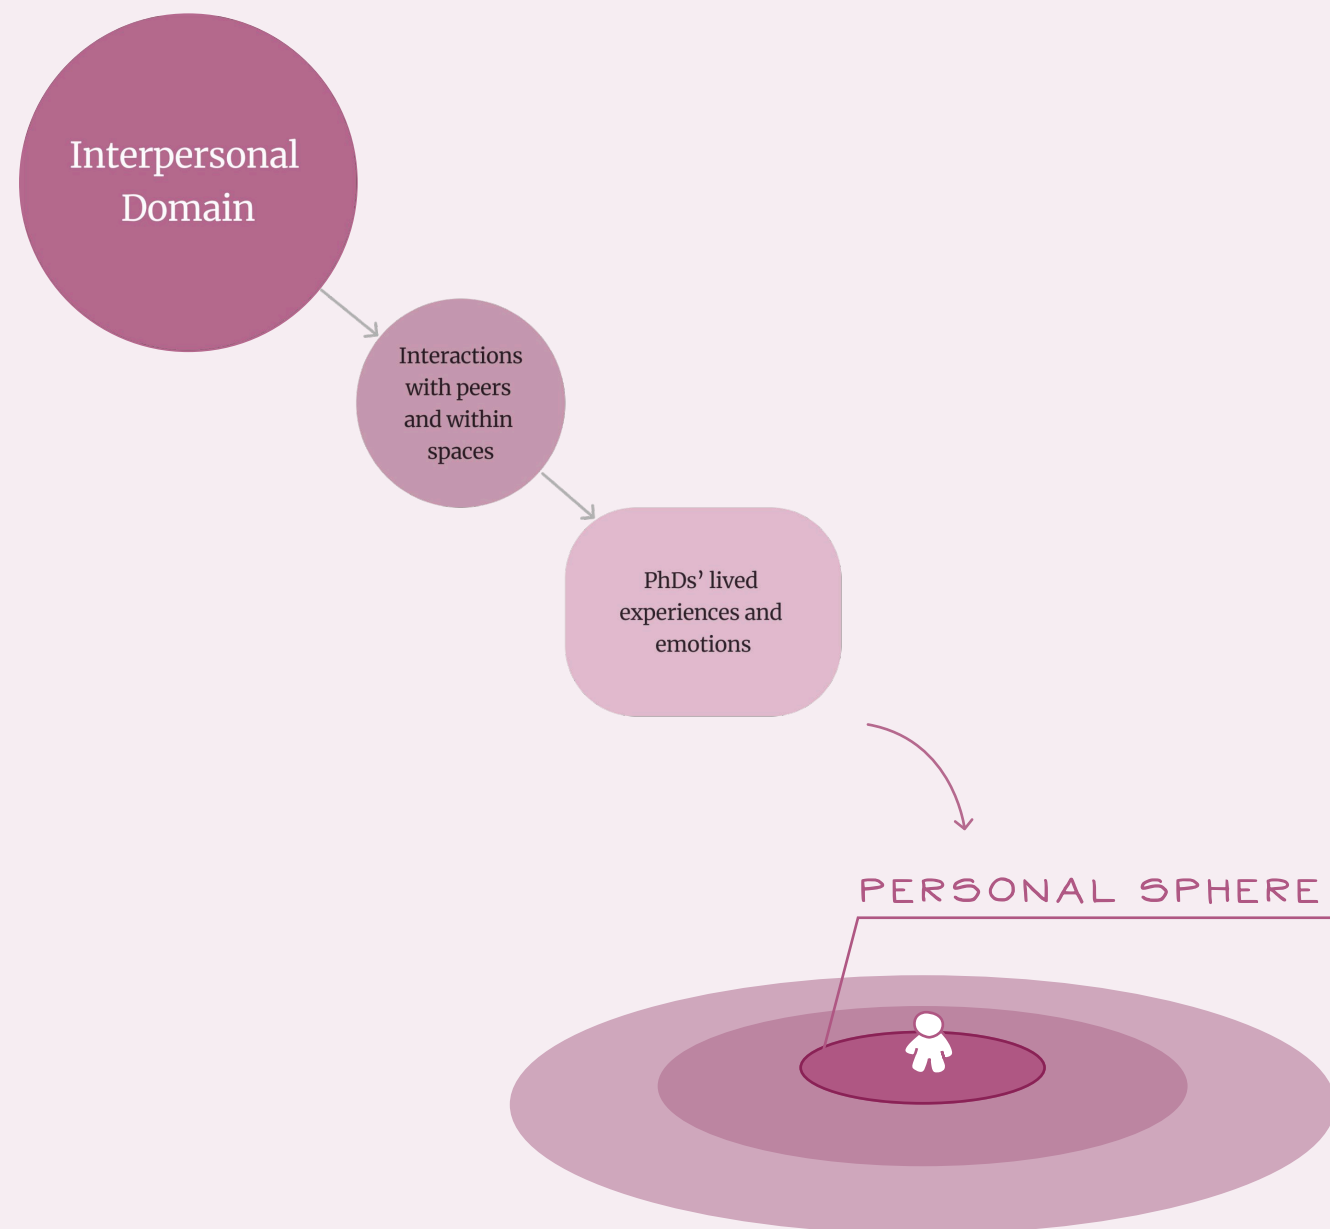 Interpersonal
Domain
Interactions
with peers
and within
spaces
PhDs’ lived
experiences and
emotions
PERSONAL SPHERE